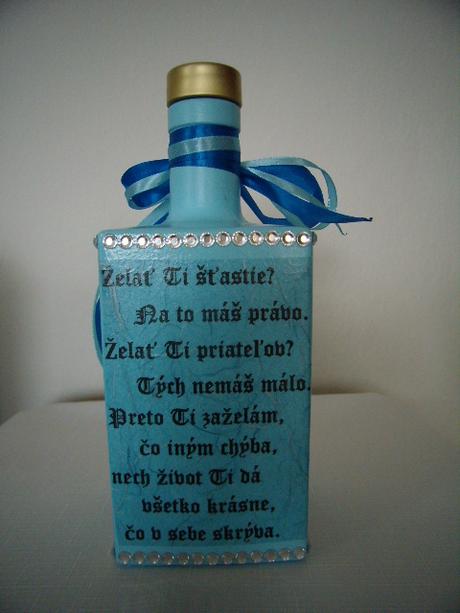 Želať Ti šťastie?
Na to máš právo.
Želať Ti priateľov?
Tých nemáš málo.
Preto Ti zaželám,
čo iným chýba,
nech život Ti dá
všetko krásne,
čo v sebe skrýva.